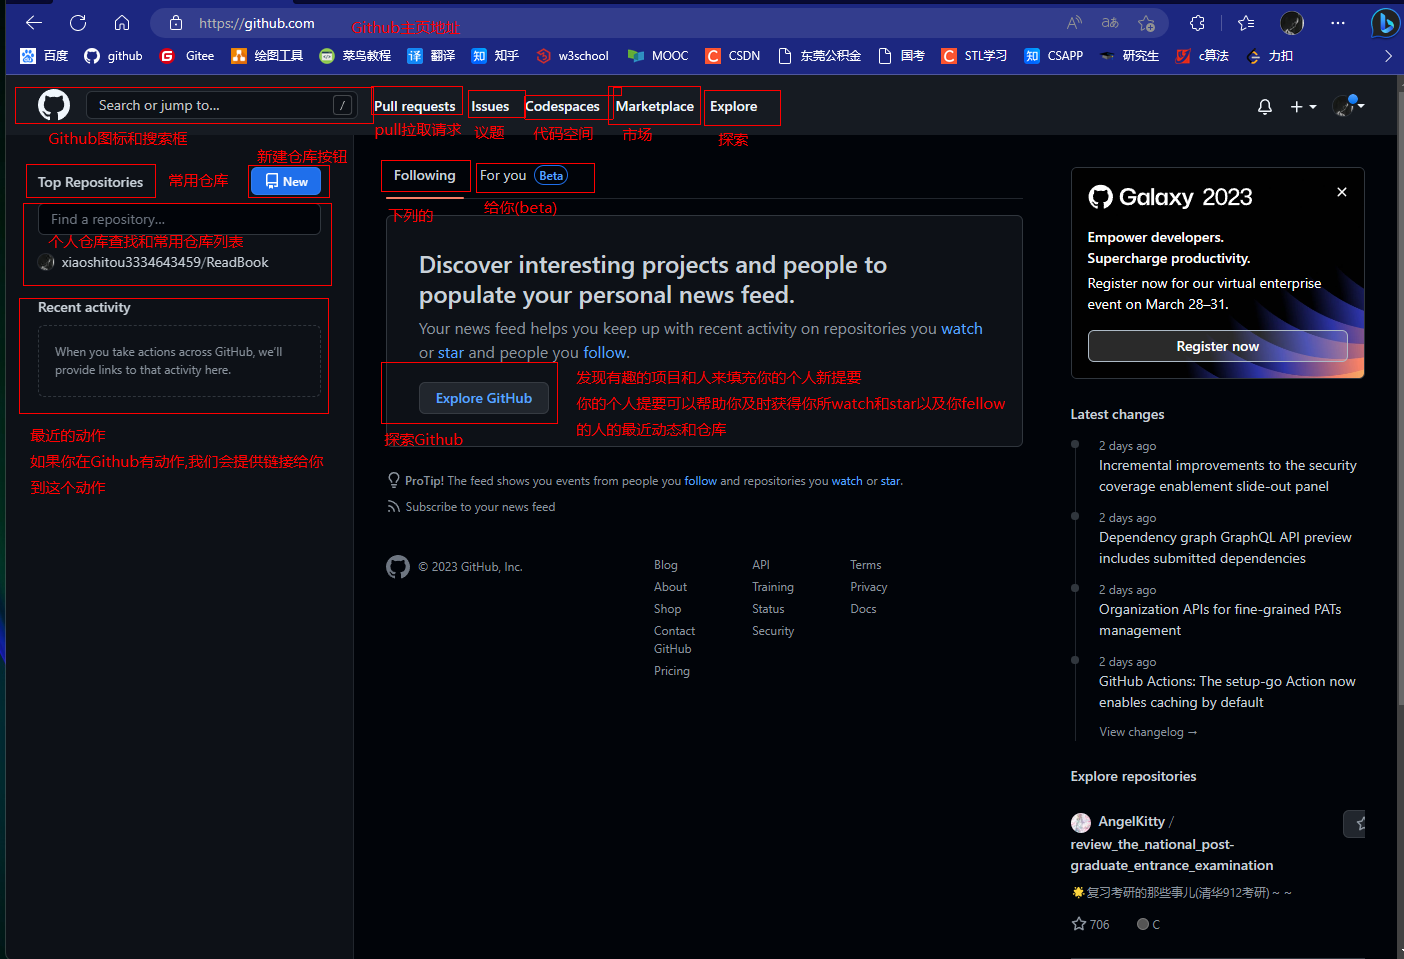 https://github.com
Github主页地址
百度 github Gitee 绘图工具 菜鸟教程 翻译 知乎 w3school MOOC CSDN 东莞公积金 国考 STL学习 CSAPP 研究生 c算法 力扣
Search or jump to... /
Pull requests Issues Codespaces Marketplace Explore
Github图标和搜索框
pull拉取请求 议题 代码空间 市场 探索
新建仓库按钮
Top Repositories 常用仓库 New
Find a repository...
个人仓库查找和常用仓库列表
xiaoshitou3334643459/ReadBook
Recent activity
When you take actions across GitHub, we'll
provide links to that activity here.
最近的动作
如果你在Github有动作,我们会提供链接给你
到这个动作
Following For you Beta
下列的 给你(beta)
Discover interesting projects and people to
populate your personal news feed.
Your news feed helps you keep up with recent activity on repositories you watch
or star and people you follow.
Explore GitHub
探索Github
发现有趣的项目和人来填充你的个人新提要
你的个人提要可以帮助你及时获得你所watch和star以及你fellow
的人的最近动态和仓库
ProTip! The feed shows you events from people you follow and repositories you watch or star.
Subscribe to your news feed
© 2023 GitHub, Inc.
Blog
About
Shop
Contact
GitHub
Pricing
API
Training
Status
Security
Terms
Privacy
Docs
Galaxy 2023
Empower developers.
Supercharge productivity.
Register now for our virtual enterprise
event on March 28–31.
Register now
Latest changes
2 days ago
Incremental improvements to the security
coverage enablement slide-out panel
2 days ago
Dependency graph GraphQL API preview
includes submitted dependencies
2 days ago
Organization APIs for fine-grained PATs
management
2 days ago
GitHub Actions: The setup-go Action now
enables caching by default
View changelog →
Explore repositories
AngelKitty /
review_the_national_post-
graduate_entrance_examination
🌟复习考研的那些事儿(清华912考研)~~
706 C